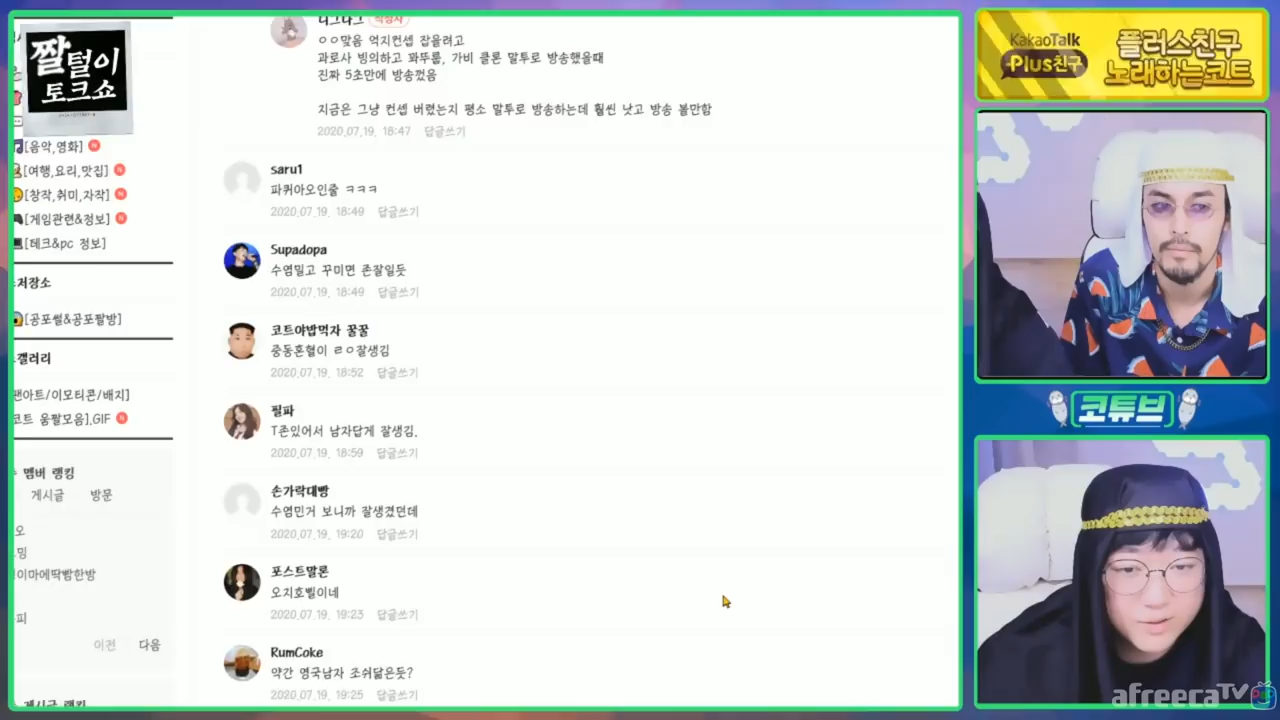 짤털이
토크쇼
[음악,영화]
[여행,요리,맛집]
[창작,취미,자작]
[게임관련&정보]
[테크&pc 정보]
저장소
[공포썰&공포짤방]
갤러리
팬아트/이모티콘/배지]
코트 움짤모음],GIF
멤버 랭킹
게시글 방문
오
밍
이마에딱밤한방
피
이전 다음
게시글 랭킹
작성자
ㅇㅇ맞음 억지컨셉 잡을려고
과로사 빙의하고 꽈뚜룹, 가비 클론 말투로 방송했을때
진짜 5초만에 방송껐음
지금은 그냥 컨셉 버렸는지 평소 말투로 방송하는데 훨씬 낫고 방송 볼만함
2020.07.19. 18:47 답글쓰기
saru1
파퀴아오인줄 ㅋㅋㅋ
2020.07.19. 18:49 답글쓰기
Supadopa
수염밀고 꾸미면 존잘일듯
2020.07.19. 18:49 답글쓰기
코트야밥먹자 꿀꿀
중동혼혈이 ㄹㅇ잘생김
2020.07.19. 18:52 답글쓰기
필파
T존있어서 남자답게 잘생김.
2020.07.19. 18:59 답글쓰기
손가락대빵
수염민거 보니까 잘생겼던데
2020.07.19. 19:20 답글쓰기
포스트말론
오지호삘이네
2020.07.19. 19:23 답글쓰기
RumCoke
약간 영국남자 조쉬닮은듯?
2020.07.19. 19:25 답글쓰기
KakaoTalk
Plus친구
플러스친구
노래하는코트
코튜브
afreecaTV